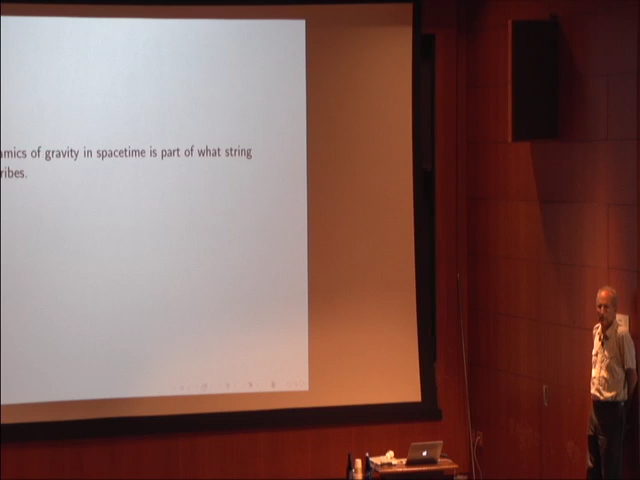 amics of gravity in spacetime is part of what string
ribes.